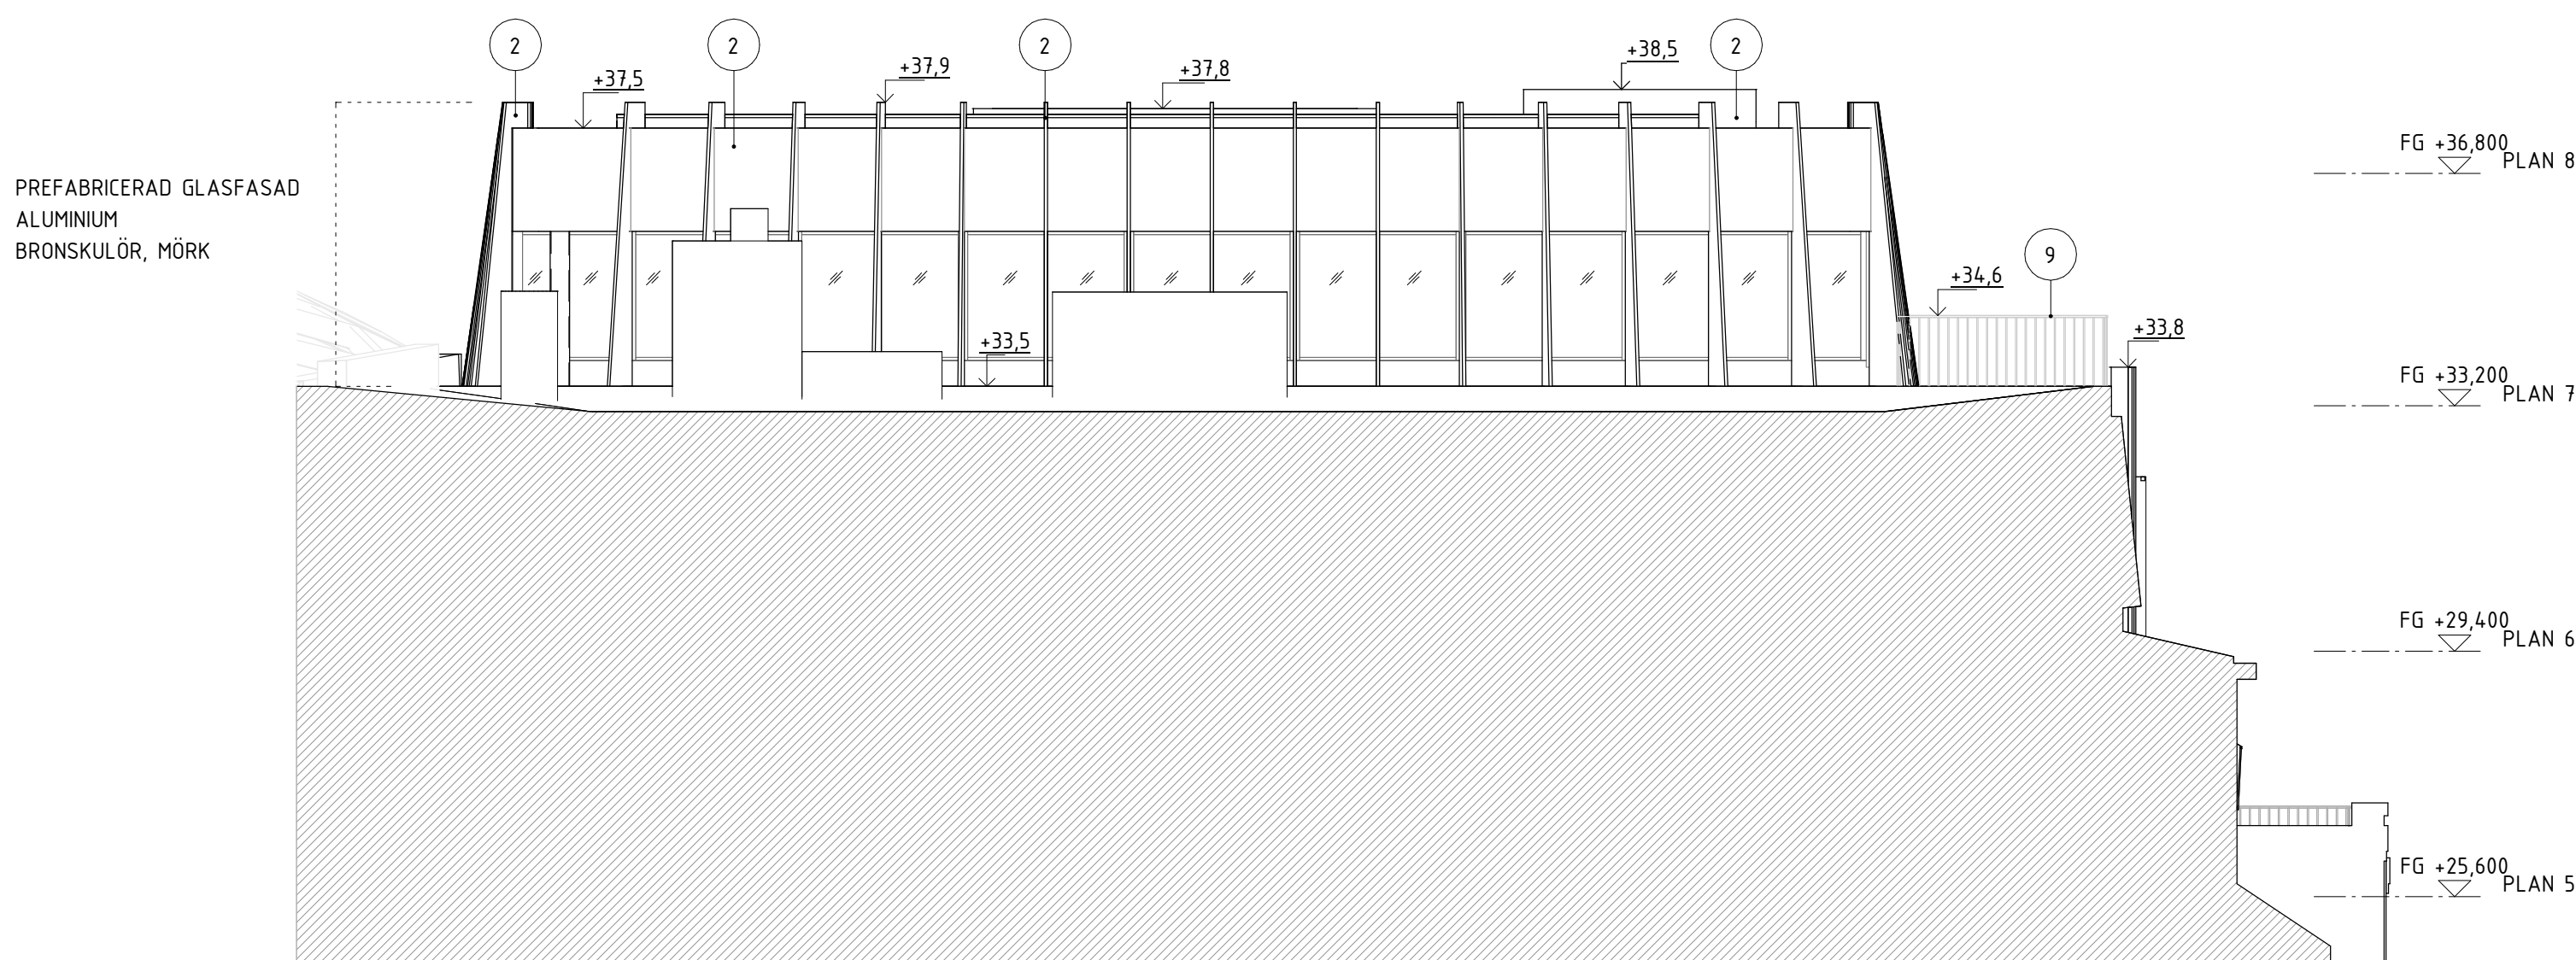 2
2
2
2
+38,5
+37,9
+37,8
+37,5
FG +36,800
PLAN 8
PREFABRICERAD GLASFASAD
ALUMINIUM
BRONSKULÖR, MÖRK
9
+34,6
+33,8
+33,5
FG +33,200
PLAN 7
FG +29,400
PLAN 6
FG +25,600
PLAN 5